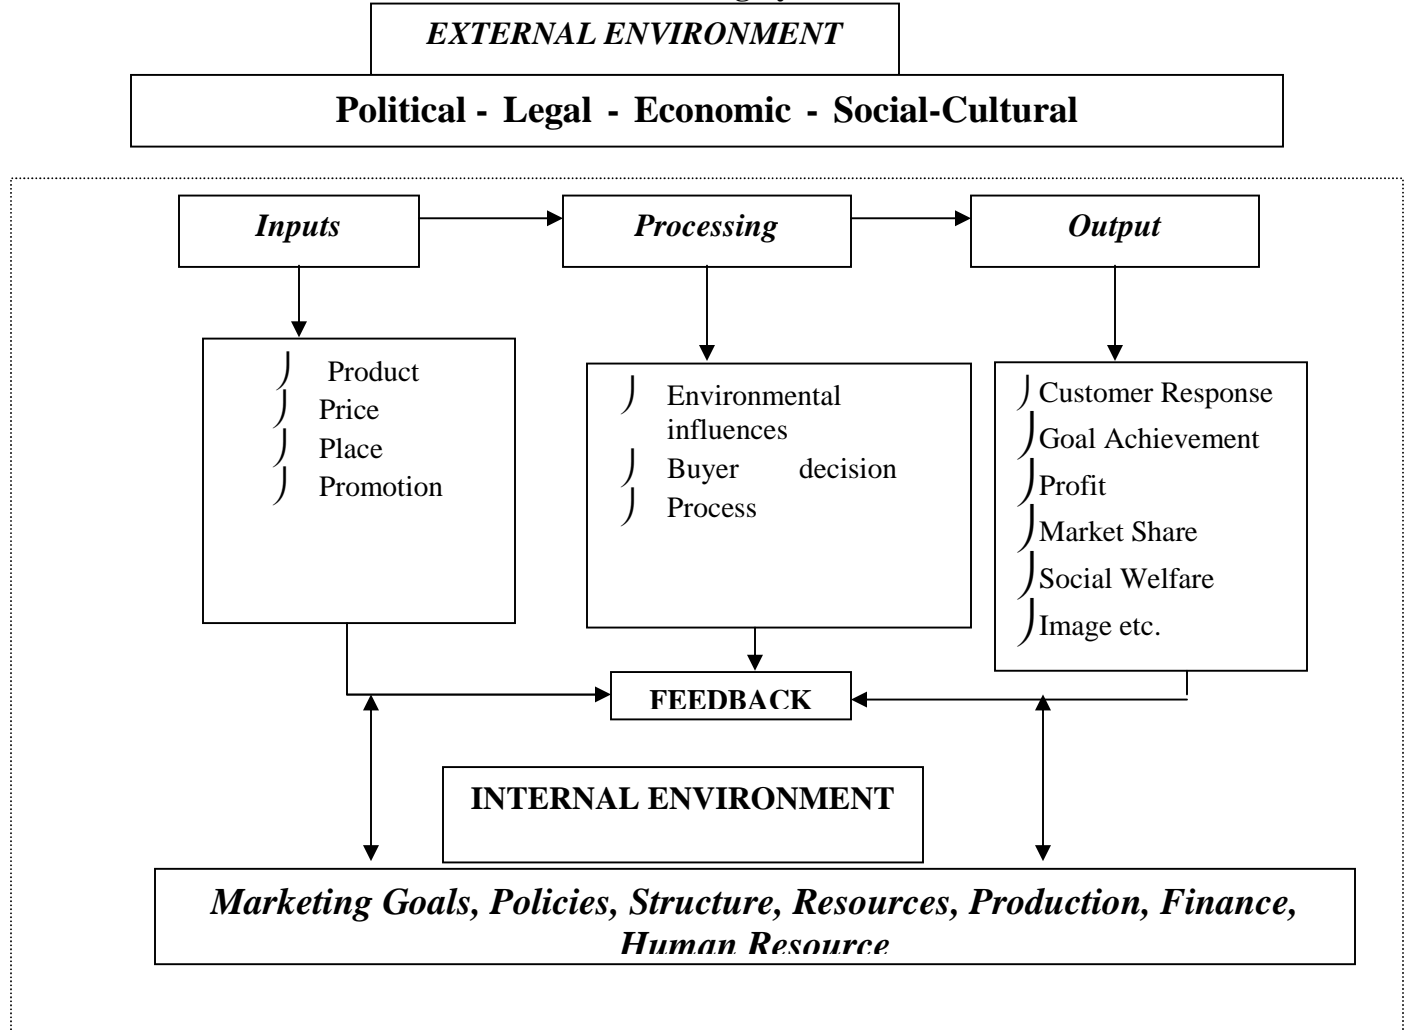 EXTERNAL ENVIRONMENT
Political - Legal - Economic - Social-Cultural
Inputs
Processing
Output
Product
Price
Place
Promotion
Environmental
influences
Buyer decision
Process
Customer Response
Goal Achievement
Profit
Market Share
Social Welfare
Image etc.
FEEDBACK
INTERNAL ENVIRONMENT
Marketing Goals, Policies, Structure, Resources, Production, Finance,
Human Resource